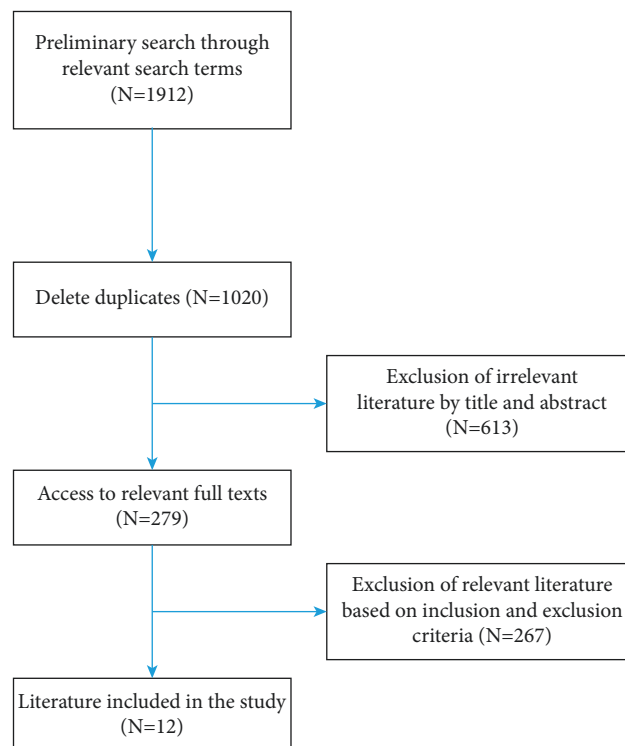 Preliminary search through
relevant search terms
(N=1912)
Delete duplicates (N=1020)
Exclusion of irrelevant
literature by title and abstract
(N=613)
Access to relevant full texts
(N=279)
Exclusion of relevant literature
based on inclusion and exclusion
criteria (N=267)
Literature included in the study
(N=12)